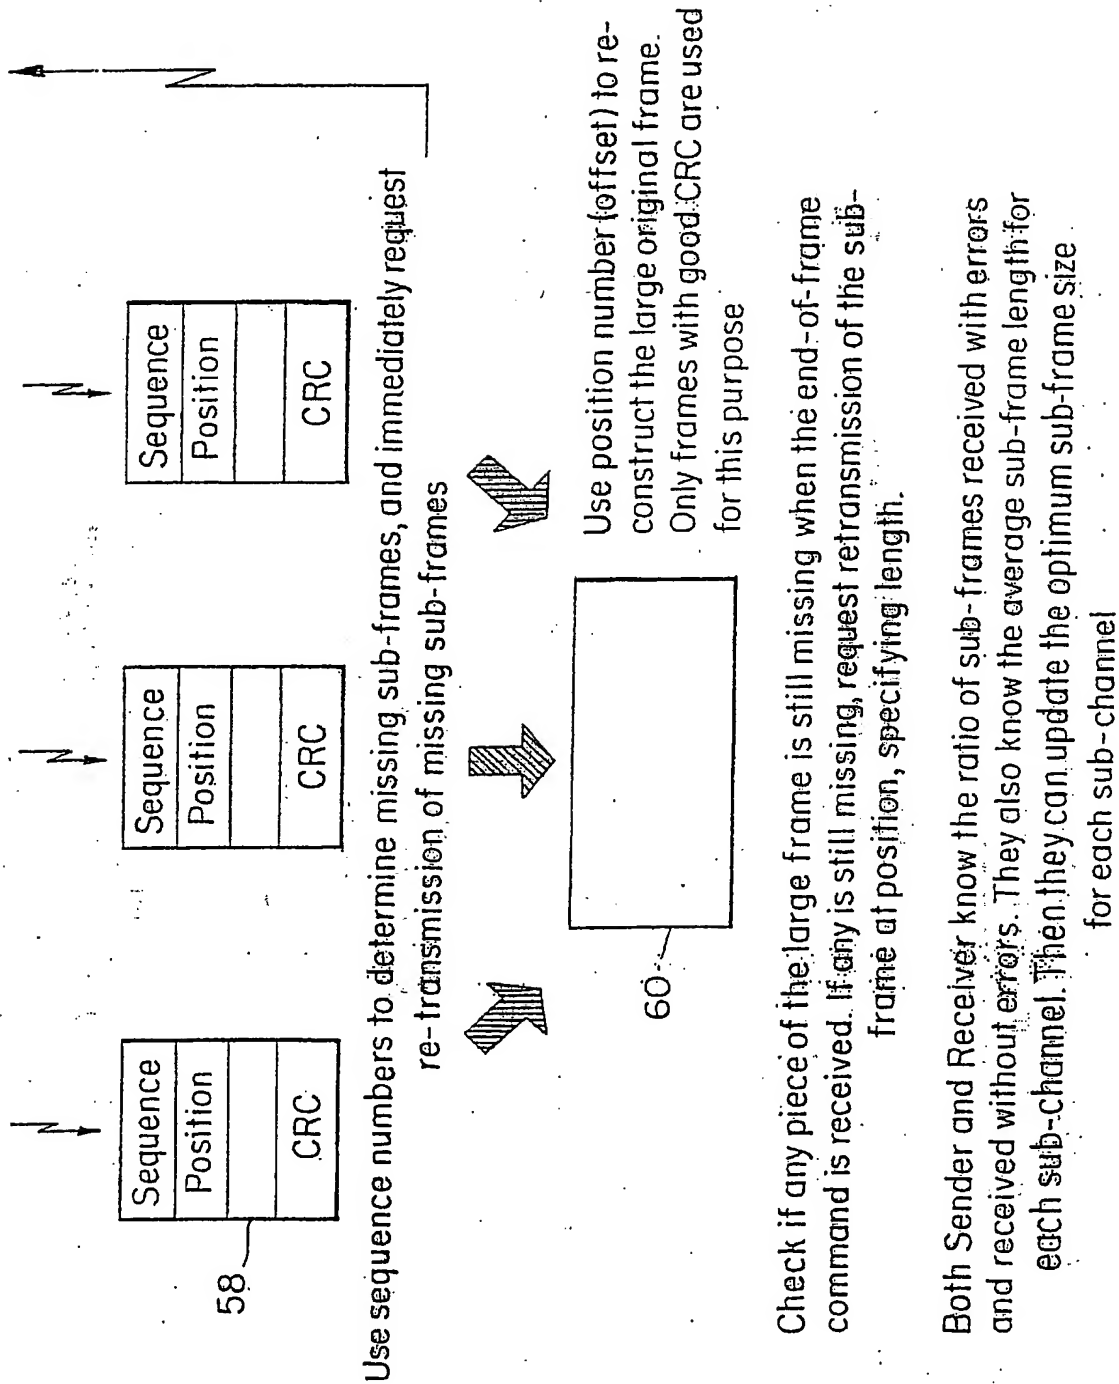 Sequence
Position
CRC
58
Sequence
Position
CRC
Sequence
Position
CRC
Use sequence numbers to determine missing sub-frames, and immediately request
re-transmission of missing sub-frames
60
Use position number (offset) to re-
construct the large original frame.
Only frames with good CRC are used
for this purpose
Check if any piece of the large frame is still missing when the end-of-frame
command is received. If any is still missing, request retransmission of the sub-
frame at position, specifying length.
Both Sender and Receiver know the ratio of sub-frames received with errors
and received without errors. They also know the average sub-frame length for
each sub-channel. Then they can update the optimum sub-frame size
for each sub-channel